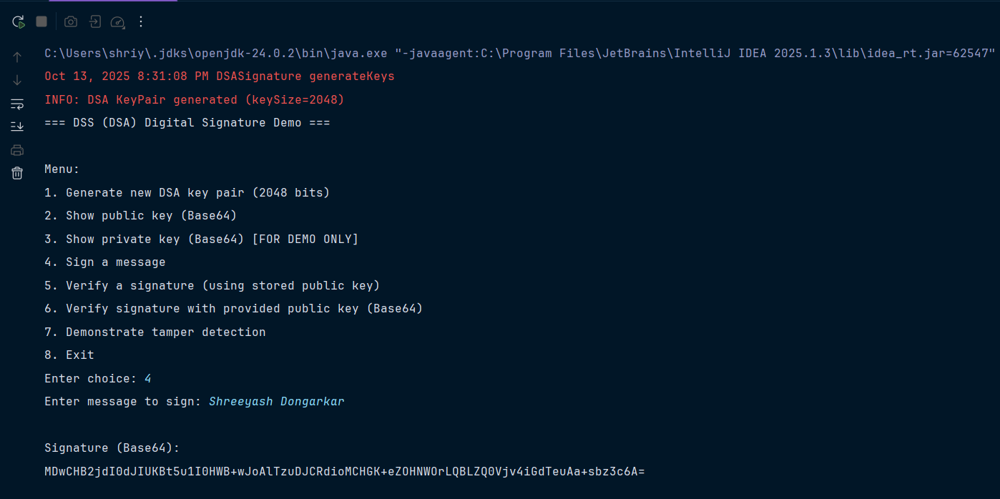 C:\Users\shriy\.jdks\openjdk-24.0.2\bin\java.exe "-javaagent:C:\Program Files\JetBrains\IntelliJ IDEA 2025.1.3\lib\idea_rt.jar=62547"
Oct 13, 2025 8:31:08 PM DSASignature generateKeys
INFO: DSA KeyPair generated (keySize=2048)
=== DSS (DSA) Digital Signature Demo ===
Menu:
1. Generate new DSA key pair (2048 bits)
2. Show public key (Base64)
3. Show private key (Base64) [FOR DEMO ONLY]
4. Sign a message
5. Verify a signature (using stored public key)
6. Verify signature with provided public key (Base64)
7. Demonstrate tamper detection
8. Exit
Enter choice: 4
Enter message to sign: Shreeyash Dongarkar
Signature (Base64):
MDwCHB2jdI0dJIUKBt5u1I0HWB+wJoAlTzuDJCRdioMCHGK+eZOHNWOrLQBLZQ0Vjv4iGdTeuAa+sbz3c6A=